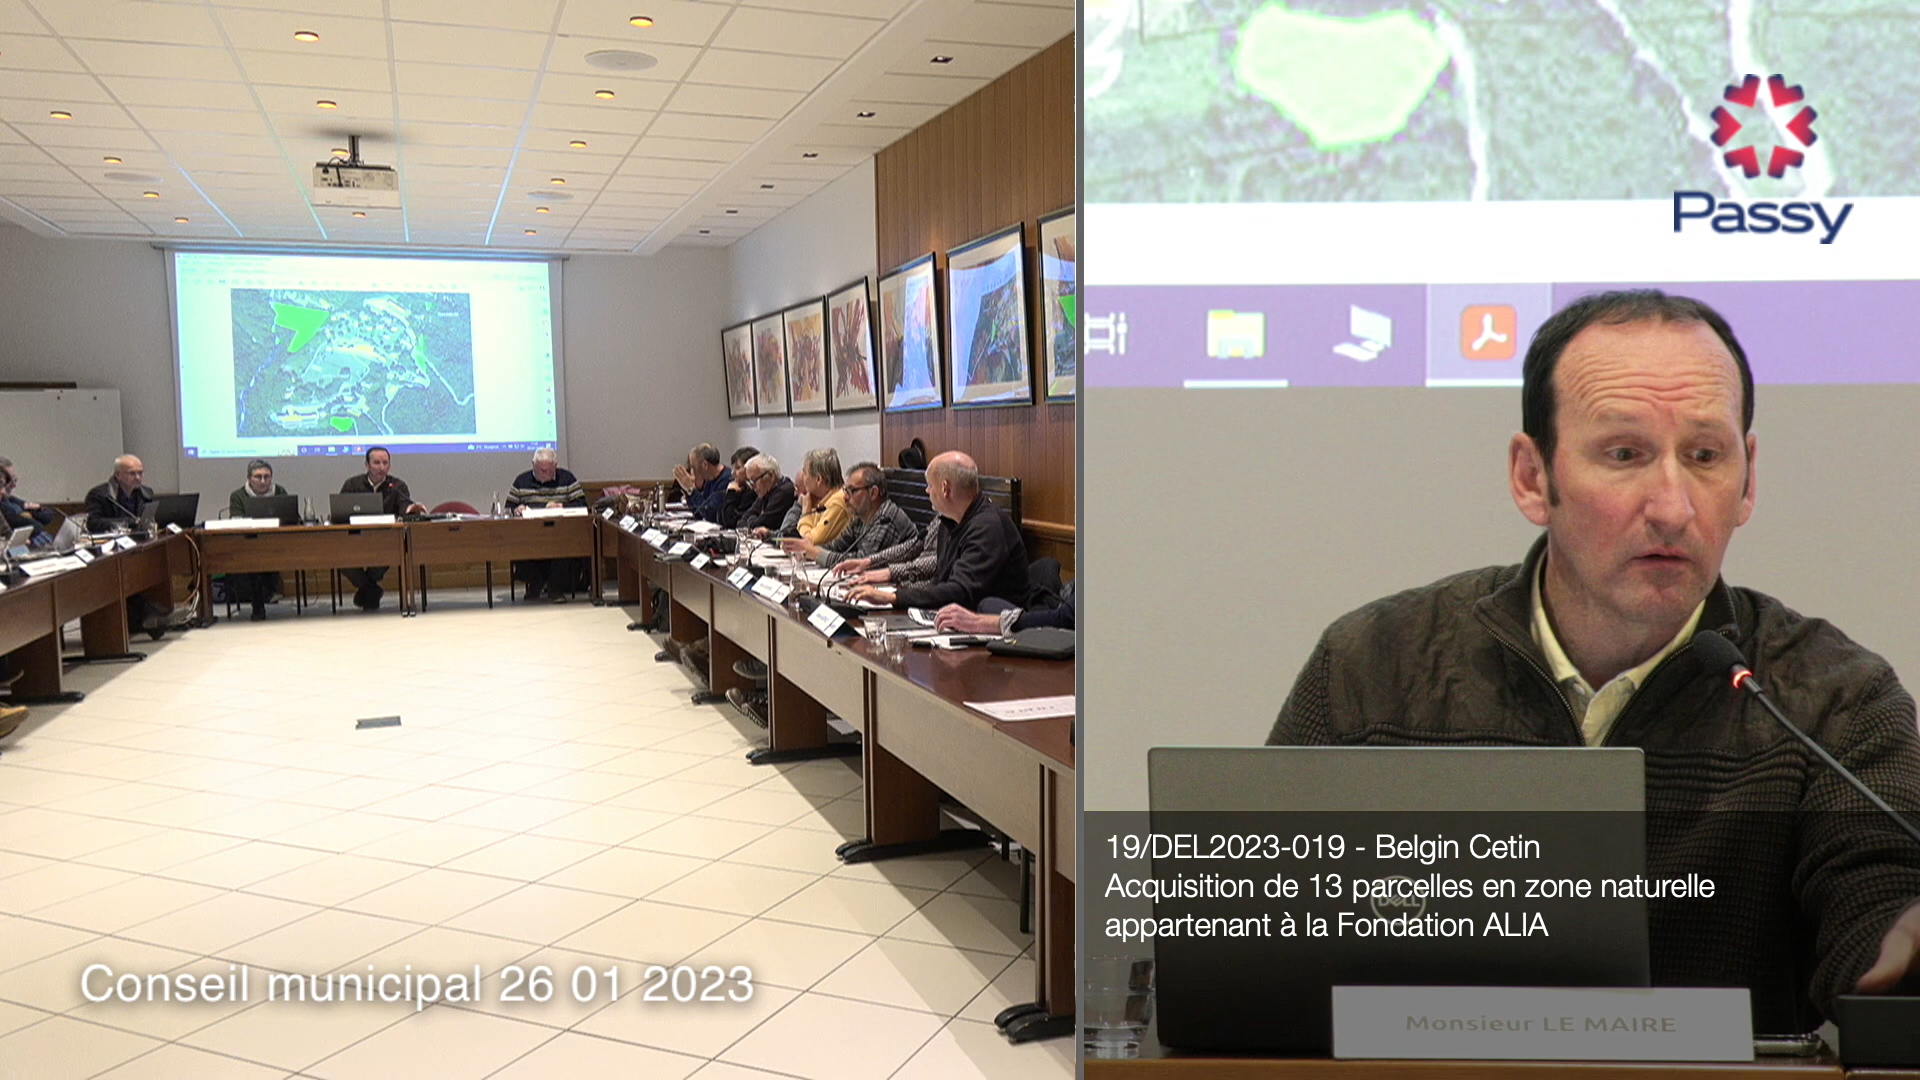 Passy
19/DEL2023-019 - Belgin Cetin
Acquisition de 13 parcelles en zone naturelle
appartenant à la Fondation ALIA
DELL
Conseil municipal 26 01 2023
Monsieur LE MAIRE